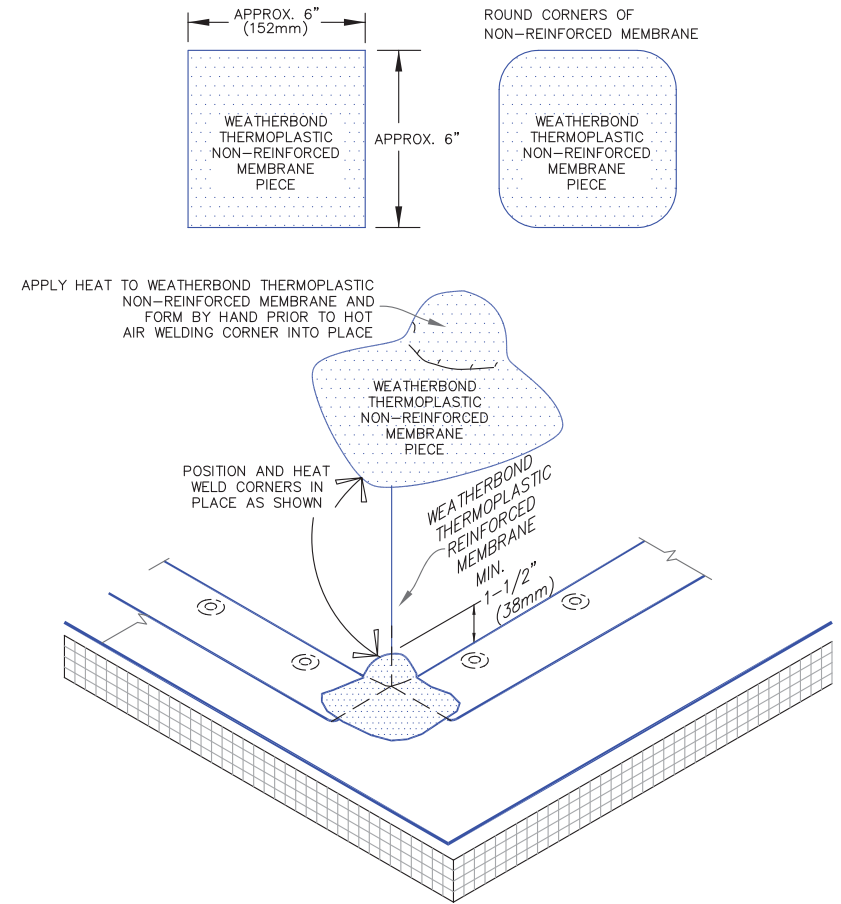 APPROX. 6"
(152mm)
ROUND CORNERS OF
NON-REINFORCED MEMBRANE
WEATHERBOND
THERMOPLASTIC
NON-REINFORCED
MEMBRANE
PIECE
APPROX. 6"
WEATHERBOND
THERMOPLASTIC
NON-REINFORCED
MEMBRANE
PIECE
APPLY HEAT TO WEATHERBOND THERMOPLASTIC
NON-REINFORCED MEMBRANE AND
FORM BY HAND PRIOR TO HOT
AIR WELDING CORNER INTO PLACE
WEATHERBOND
THERMOPLASTIC
NON-REINFORCED
MEMBRANE
PIECE
POSITION AND HEAT
WELD CORNERS IN
PLACE AS SHOWN
WEATHERBOND
THERMOPLASTIC
REINFORCED
MEMBRANE
MIN.
1-1/2"
(38mm)